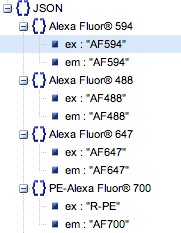 JSON
Alexa Fluor® 594
ex : "AF594"
em : "AF594"
Alexa Fluor® 488
ex : "AF488"
em : "AF488"
Alexa Fluor® 647
ex : "AF647"
em : "AF647"
PE-Alexa Fluor® 700
ex : "R-PE"
em : "AF700"